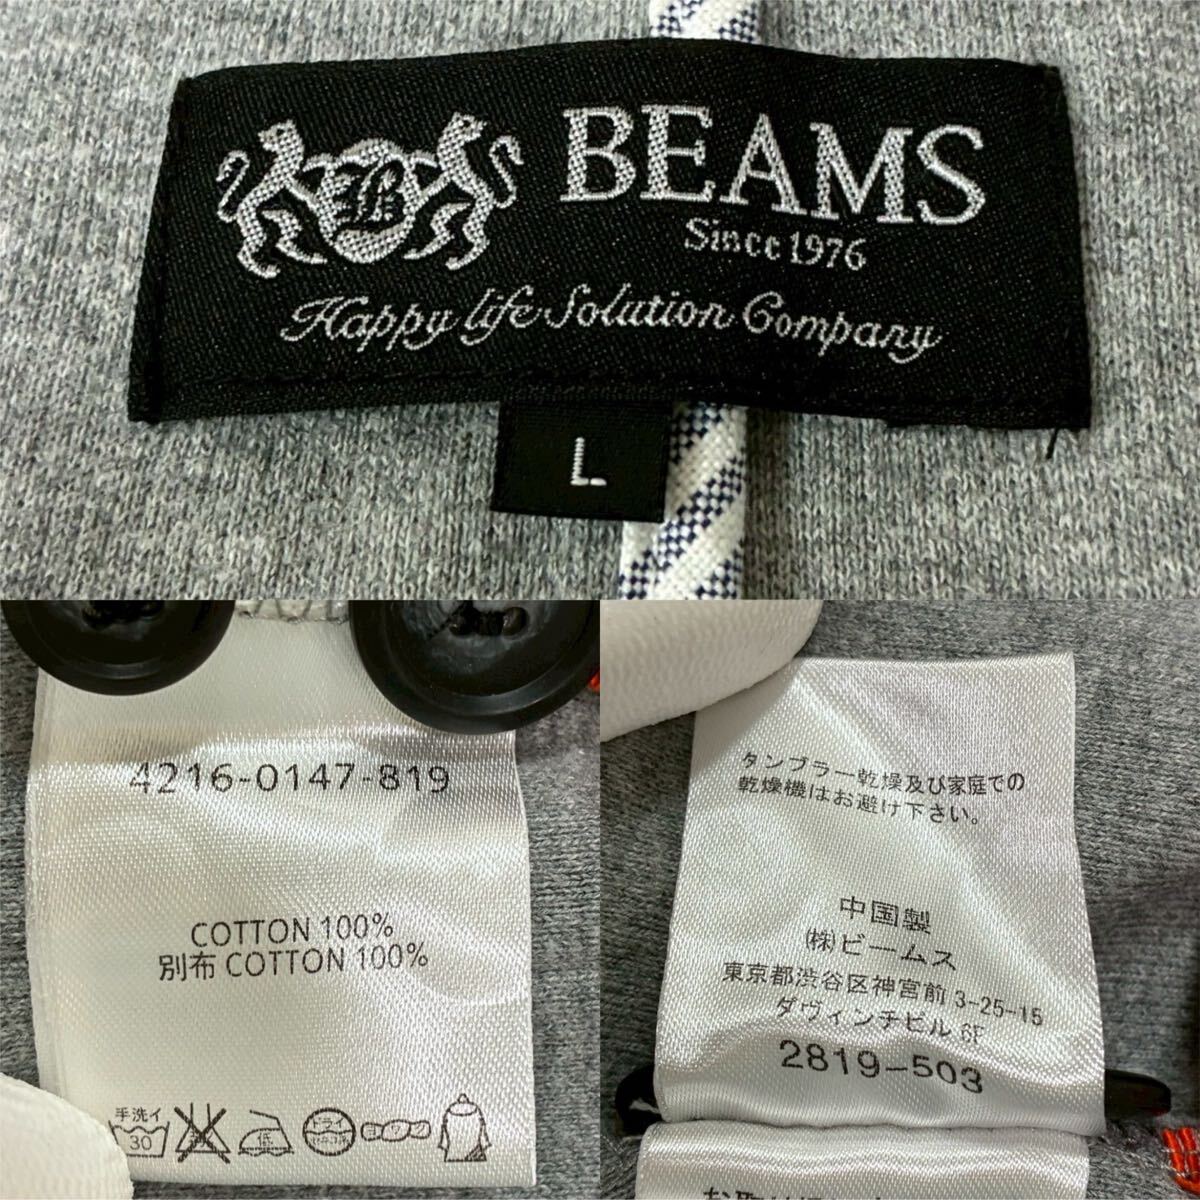 BEAMS
Since 1976
Happy life Solution Company
L
4216-0147-819
COTTON 100%
別布 COTTON 100%
手洗イ
30
低
ドライ
セキユ系
タンブラー乾燥及び家庭での
乾燥機はお避け下さい。
中国製
(株)ビームス
東京都渋谷区神宮前 3-25-15
ダヴィンチビル 6F
2819-503